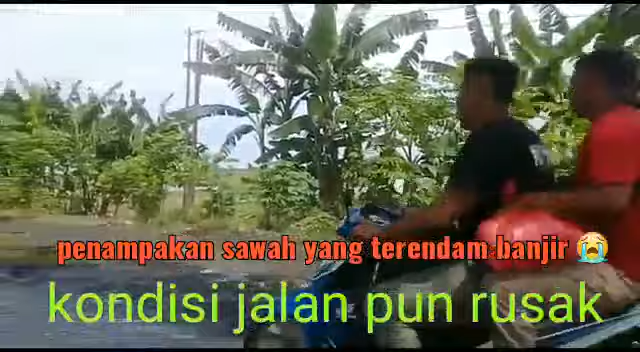 penampakan sawah yang terendam banjir 😭
kondisi jalan pun rusak